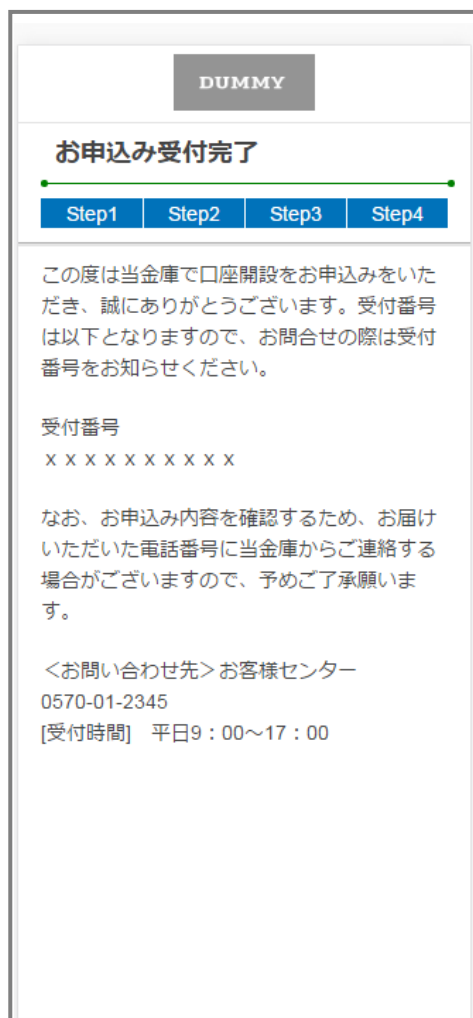 DUMMY
お申込み受付完了
Step1 Step2 Step3 Step4
この度は当金庫で口座開設をお申込みをいた
だき、誠にありがとうございます。受付番号
は以下となりますので、お問合せの際は受付
番号をお知らせください。
受付番号
ｘｘｘｘｘｘｘｘｘｘ
なお、お申込み内容を確認するため、お届け
いただいた電話番号に当金庫からご連絡する
場合がございますので、予めご了承願いま
す。
＜お問い合わせ先＞お客様センター
0570-01-2345
[受付時間]　平日9：00～17：00